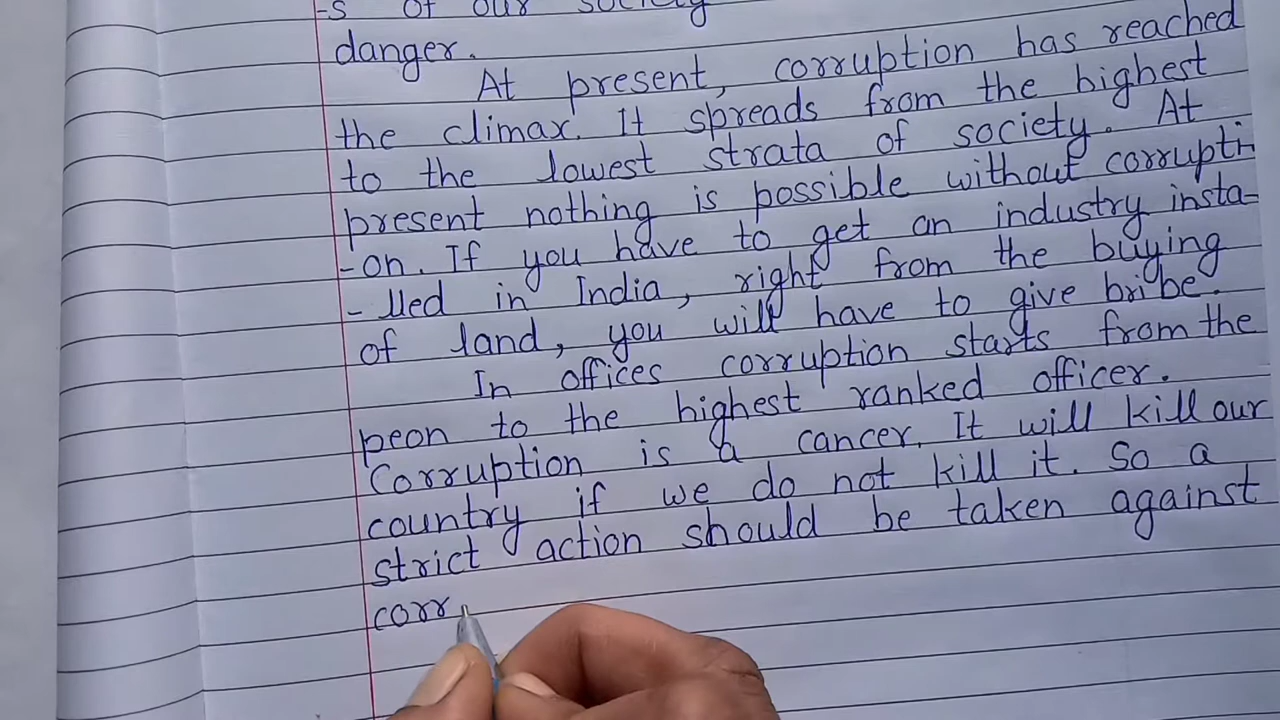 -s of our society
danger.
At present, corruption has reached
the climax. It spreads from the highest
to the lowest strata of society. At
present nothing is possible without corrupti
-on. If you have to get an industry insta-
-lled in India, right from the buying
of land, you will have to give bribe.
In offices corruption starts from the
peon to the highest ranked officer.
Corruption is a cancer. It will kill our
country if we do not kill it. So a
strict action should be taken against
corr